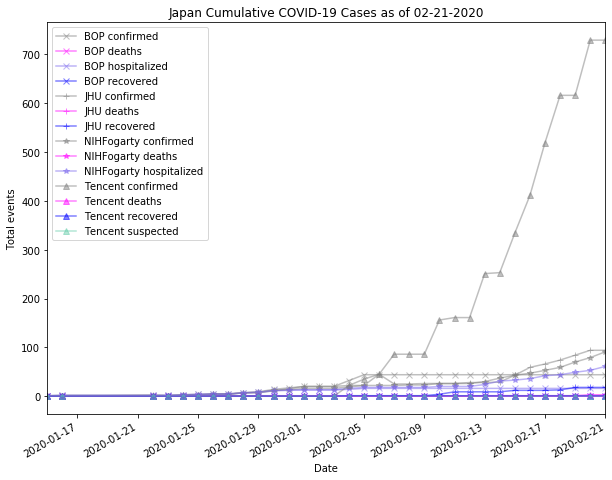 Japan Cumulative COVID-19 Cases as of 02-21-2020
BOP confirmed
BOP deaths
BOP hospitalized
BOP recovered
JHU confirmed
JHU deaths
JHU recovered
NIHFogarty confirmed
NIHFogarty deaths
NIHFogarty hospitalized
Tencent confirmed
Tencent deaths
Tencent recovered
Tencent suspected
Total events
700
600
500
400
300
200
100
0
2020-01-17
2020-01-21
2020-01-25
2020-01-29
2020-02-01
2020-02-05
2020-02-09
2020-02-13
2020-02-17
2020-02-21
Date